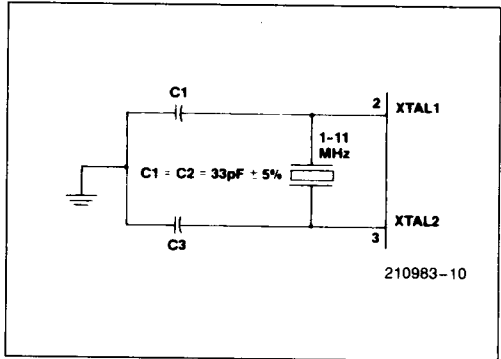 C1
2 XTAL1
1-11
MHz
C1 = C2 = 33pF ± 5%
XTAL2
3
C3
210983-10